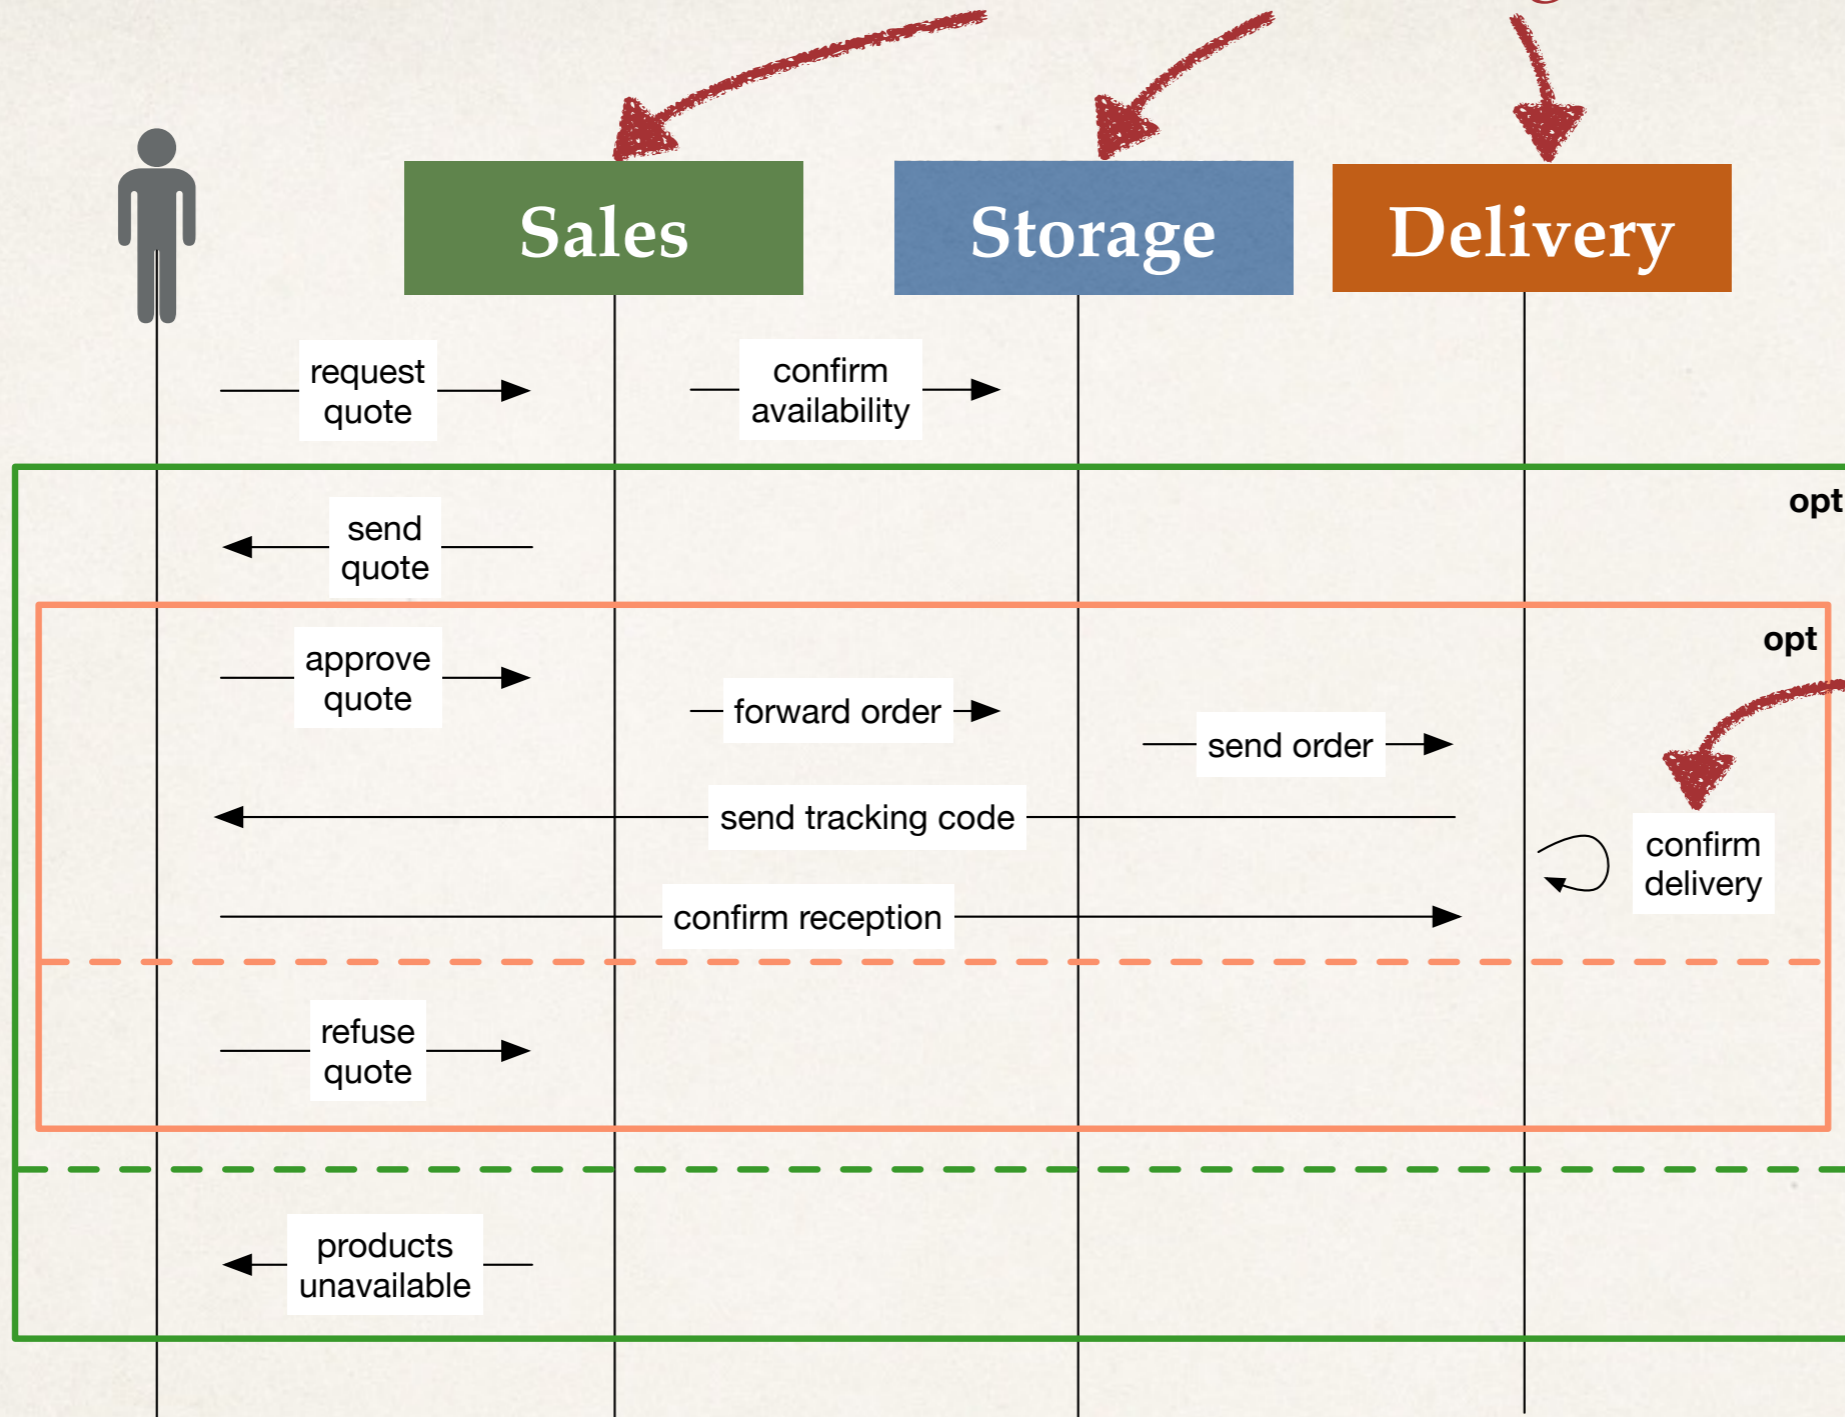 Sales
Storage
Delivery
request
quote
confirm
availability
opt
send
quote
opt
approve
quote
forward order
send order
send tracking code
confirm
delivery
confirm reception
refuse
quote
products
unavailable